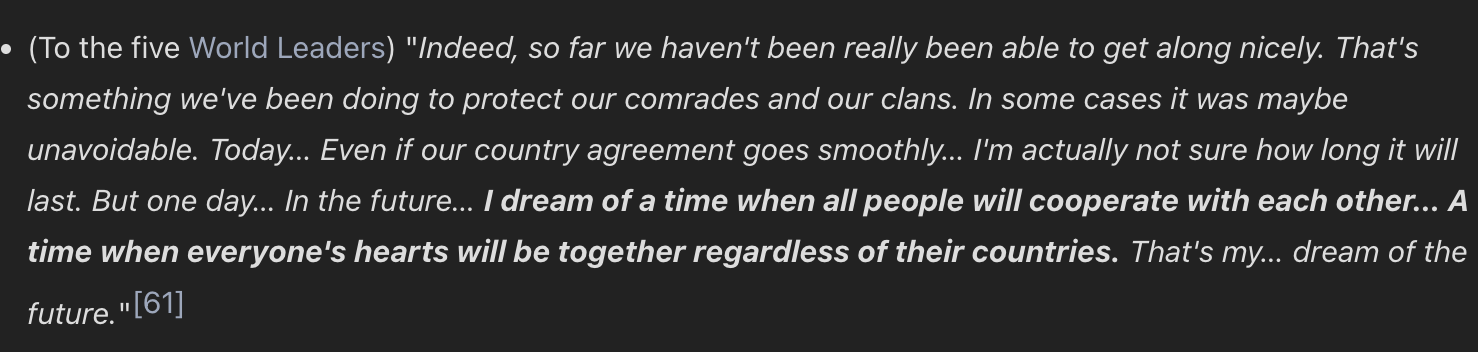 • (To the five World Leaders) "Indeed, so far we haven't been really been able to get along nicely. That's
something we've been doing to protect our comrades and our clans. In some cases it was maybe
unavoidable. Today... Even if our country agreement goes smoothly... I'm actually not sure how long it will
last. But one day... In the future... I dream of a time when all people will cooperate with each other... A
time when everyone's hearts will be together regardless of their countries. That's my... dream of the
future."[61]